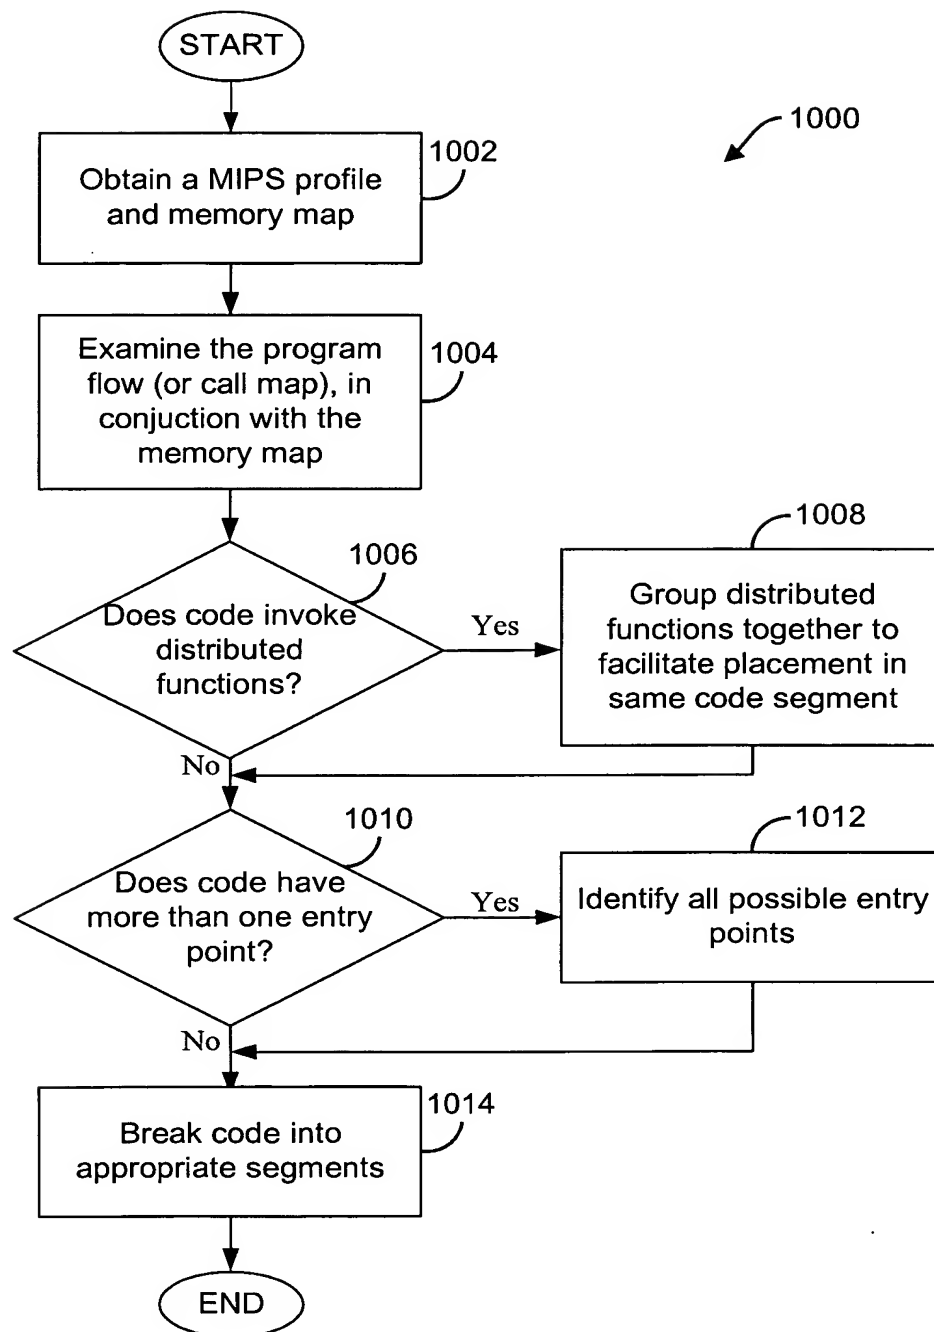 START
1000
1002
Obtain a MIPS profile
and memory map
1004
Examine the program
flow (or call map), in
conjuction with the
memory map
1006
Does code invoke
distributed
functions?
Yes
1008
Group distributed
functions together to
facilitate placement in
same code segment
No
1010
Does code have
more than one entry
point?
Yes
1012
Identify all possible entry
points
No
1014
Break code into
appropriate segments
END